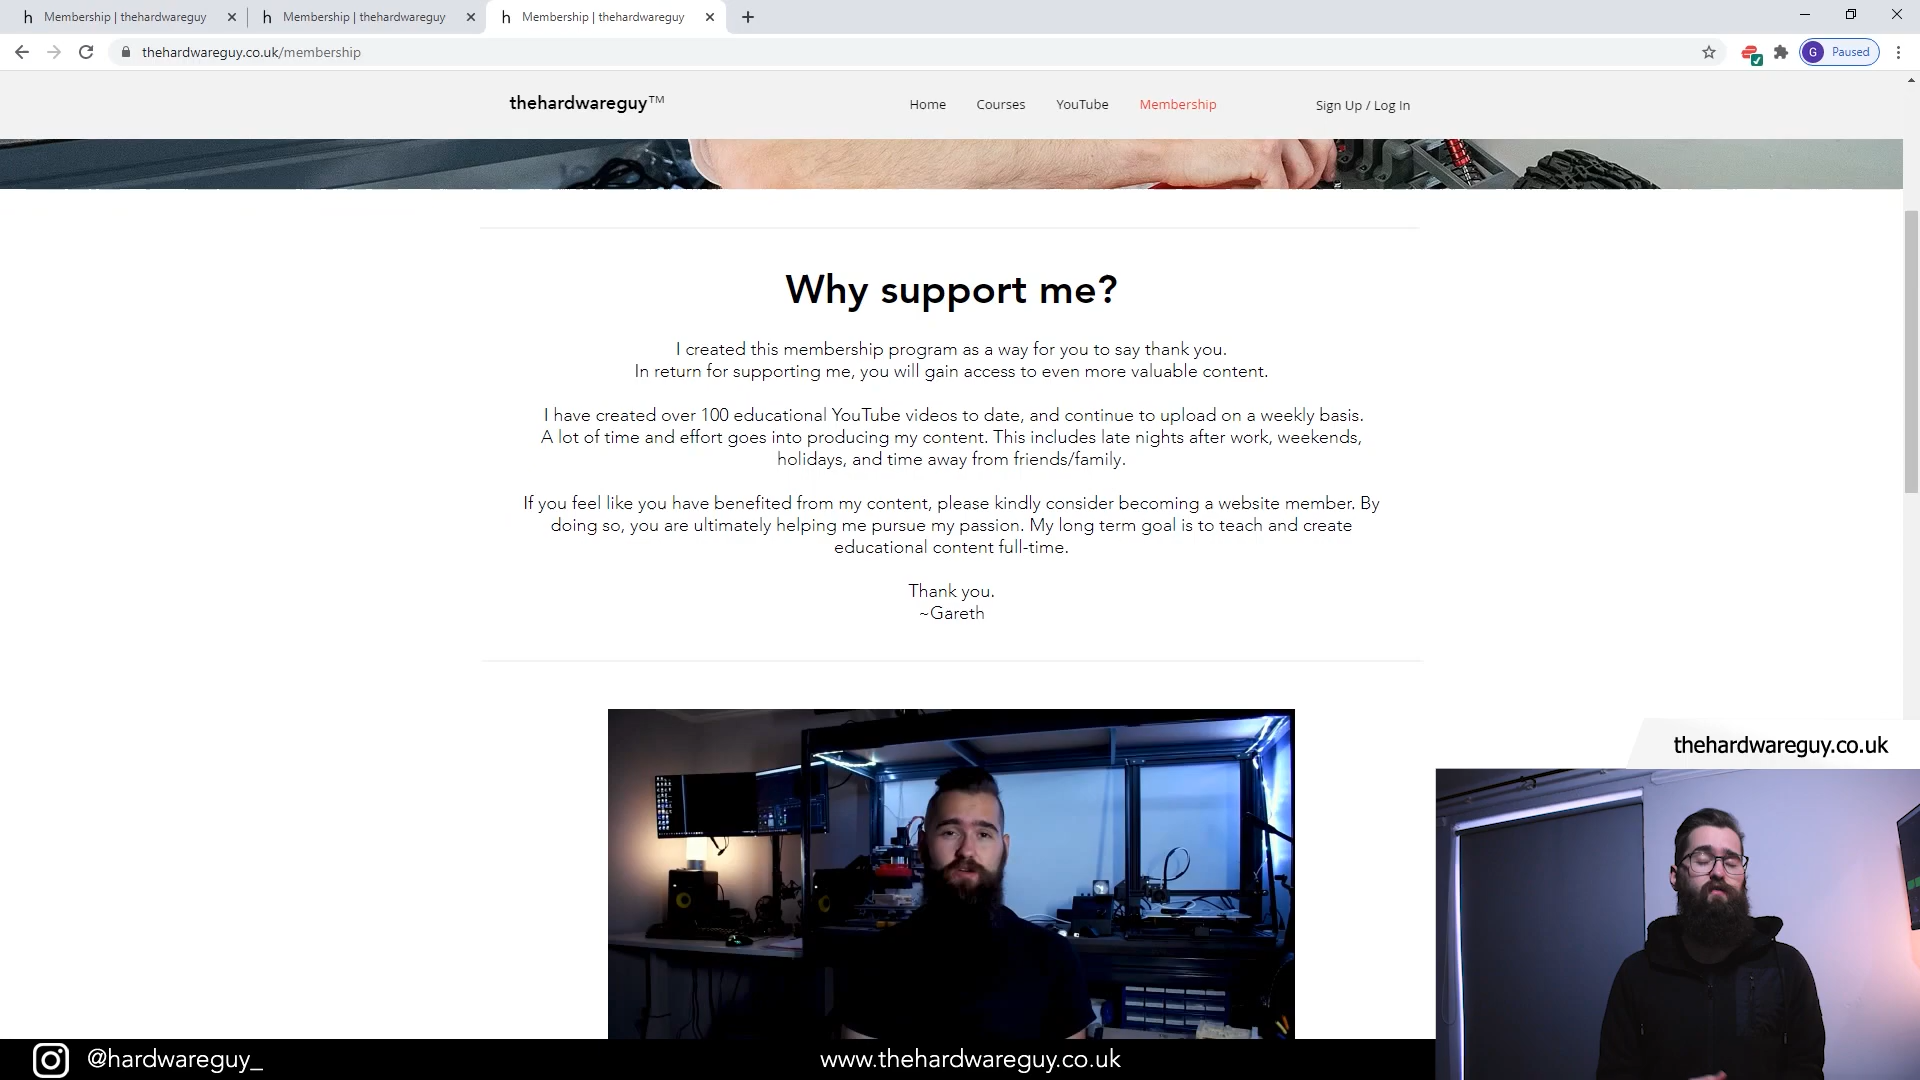 Membership | thehardwareguy
Membership | thehardwareguy
Membership | thehardwareguy
thehardwareguy.co.uk/membership
G Paused
thehardwareguy™
Home Courses YouTube Membership Sign Up / Log In
Why support me?
I created this membership program as a way for you to say thank you.
In return for supporting me, you will gain access to even more valuable content.
I have created over 100 educational YouTube videos to date, and continue to upload on a weekly basis.
A lot of time and effort goes into producing my content. This includes late nights after work, weekends,
holidays, and time away from friends/family.
If you feel like you have benefited from my content, please kindly consider becoming a website member. By
doing so, you are ultimately helping me pursue my passion. My long term goal is to teach and create
educational content full-time.
Thank you.
~Gareth
thehardwareguy.co.uk
@hardwareguy_
www.thehardwareguy.co.uk